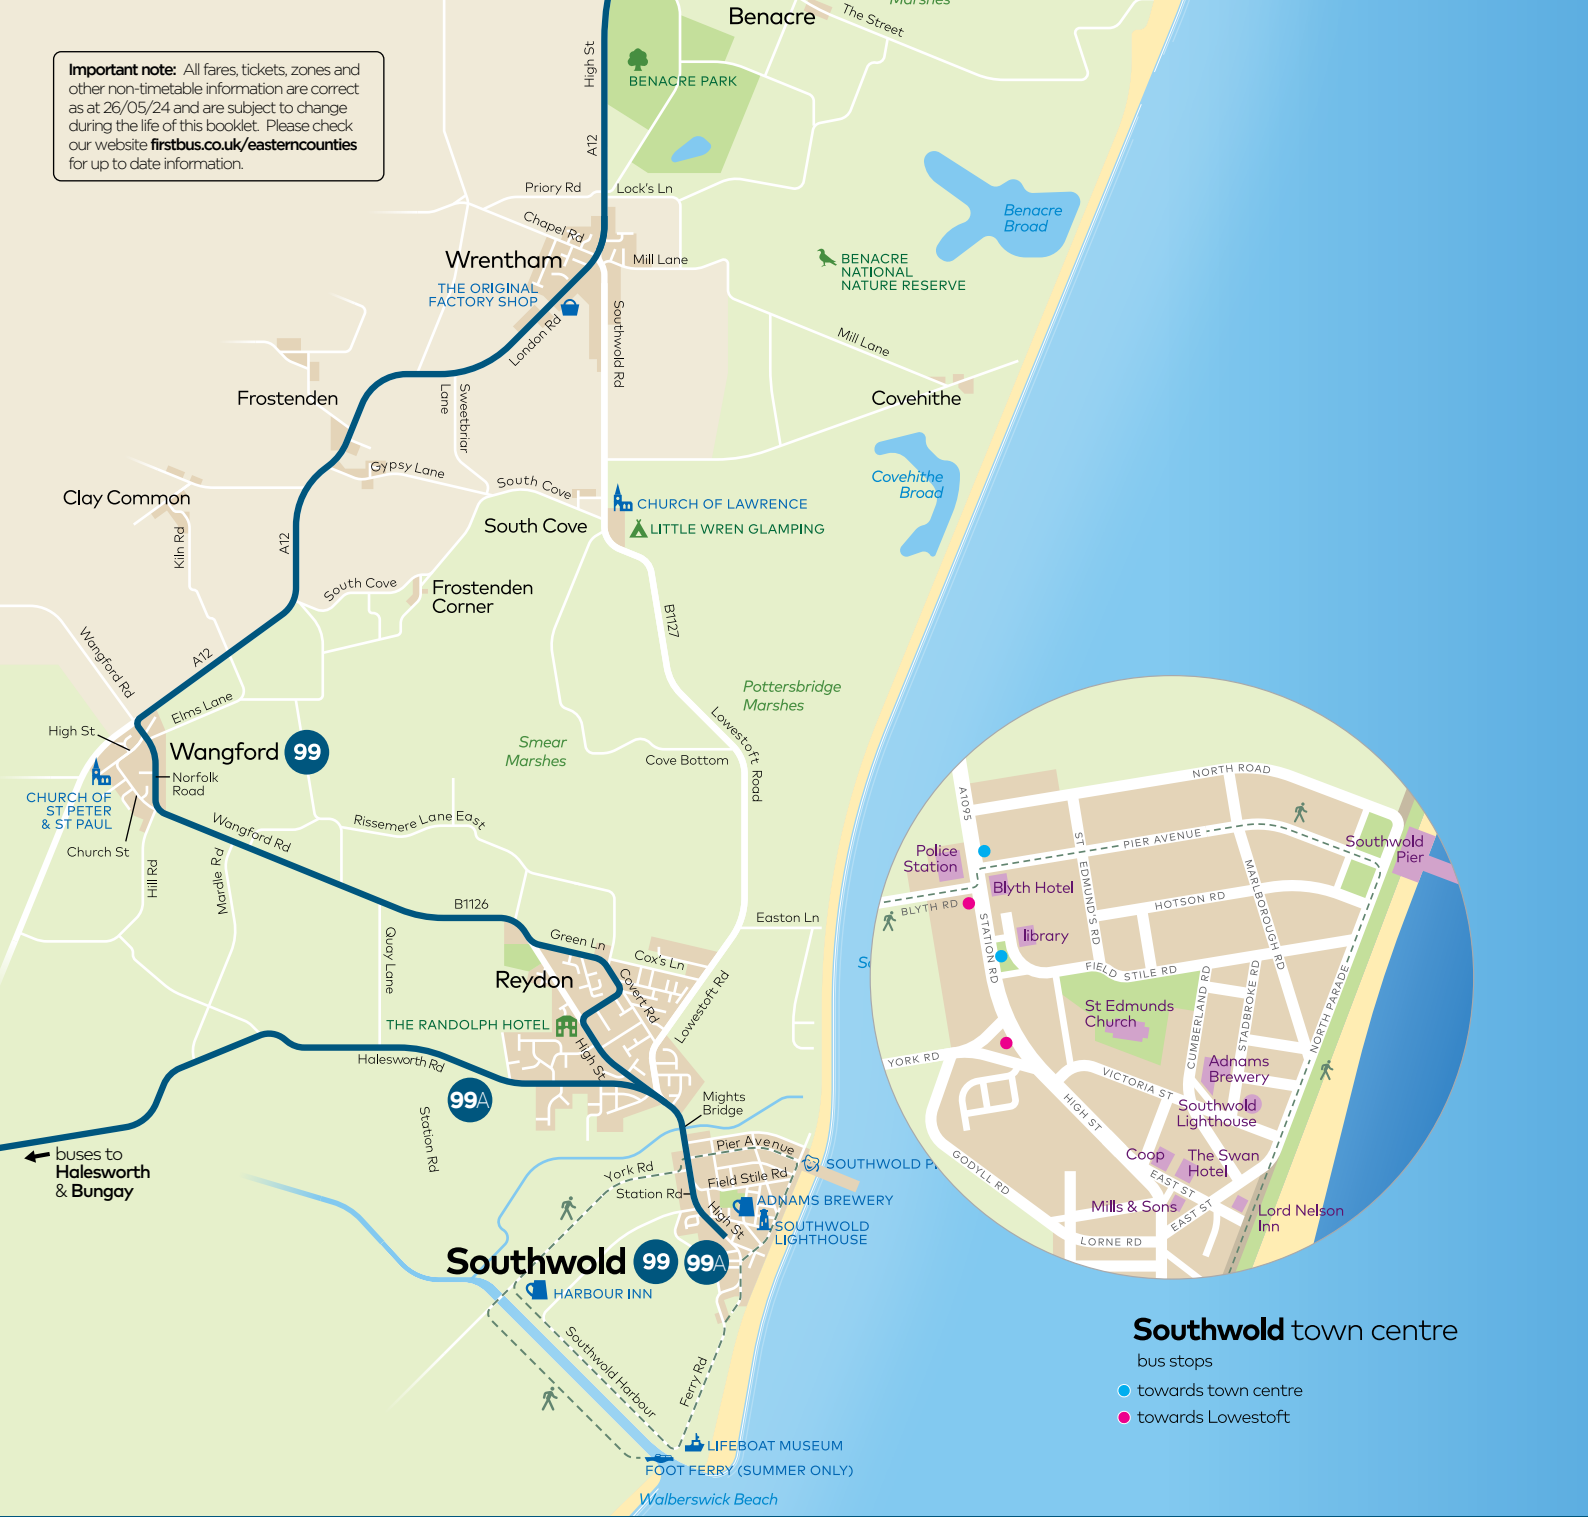 Marshes
Benacre
The Street
Important note: All fares, tickets, zones and
other non-timetable information are correct
as at 26/05/24 and are subject to change
during the life of this booklet. Please check
our website firstbus.co.uk/easterncounties
for up to date information.
High St
BENACRE PARK
A12
Priory Rd
Lock's Ln
Chapel Rd
Benacre
Broad
Wrentham
Mill Lane
BENACRE
NATIONAL
NATURE RESERVE
THE ORIGINAL
FACTORY SHOP
London Rd
Southwold Rd
Mill Lane
Frostenden
Sweetbriar
Lane
Covehithe
Gypsy Lane
South Cove
Covehithe
Broad
Clay Common
CHURCH OF LAWRENCE
South Cove
LITTLE WREN GLAMPING
Kiln Rd
A12
South Cove
Frostenden
Corner
B1127
Wangford Rd
A12
Pottersbridge
Marshes
Elms Lane
High St
Lowestoft Road
Wangford 99
Smear
Marshes
Cove Bottom
Norfolk
Road
CHURCH OF
ST PETER
& ST PAUL
Wangford Rd
Rissemere Lane East
Church St
Hill Rd
Mardle Rd
B1126
Easton Ln
Quay Lane
Green Ln
Cox's Ln
Reydon
Covert Rd
Lowestoft Rd
THE RANDOLPH HOTEL
High St
Halesworth Rd
99A
Mights
Bridge
Station Rd
buses to
Halesworth
& Bungay
Pier Avenue
York Rd
Field Stile Rd
SOUTHWOLD P
Station Rd
ADNAMS BREWERY
High St
SOUTHWOLD
LIGHTHOUSE
Southwold 99 99A
HARBOUR INN
Southwold Harbour
Ferry Rd
LIFEBOAT MUSEUM
FOOT FERRY (SUMMER ONLY)
Walberswick Beach
NORTH ROAD
A1095
ST EDMUND'S RD
PIER AVENUE
Southwold
Pier
Police
Station
Blyth Hotel
MARLBOROUGH RD
BLYTH RD
HOTSON RD
STATION RD
library
So
FIELD STILE RD
CUMBERLAND RD
STADBROKE RD
NORTH PARADE
St Edmunds
Church
YORK RD
Adnams
Brewery
VICTORIA ST
HIGH ST
Southwold
Lighthouse
GODYLL RD
Coop
The Swan
Hotel
EAST ST
Mills & Sons
EAST ST
Lord Nelson
Inn
LORNE RD
Southwold town centre
bus stops
towards town centre
towards Lowestoft